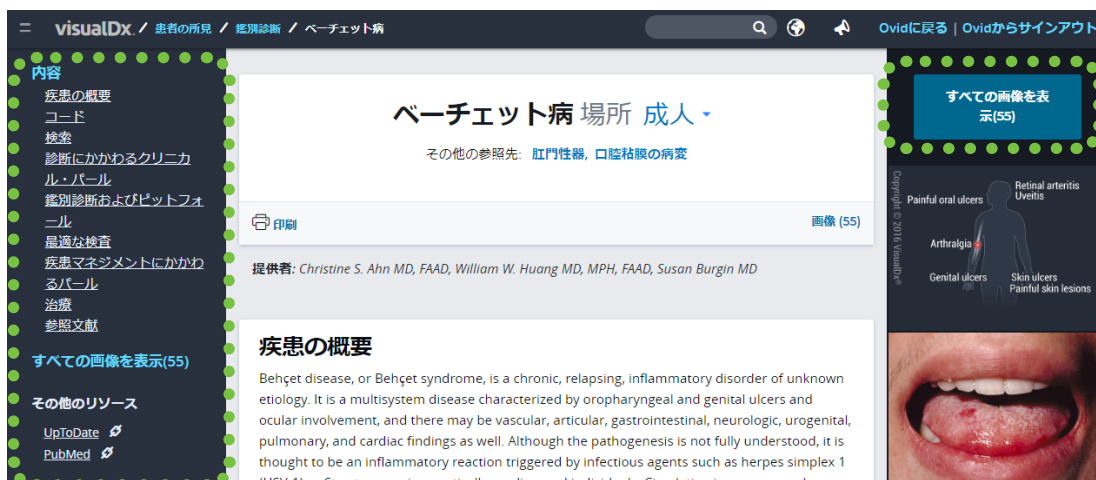 visualDx. / 患者の所見 / 鑑別診断 / ベーチェット病
Ovidに戻る | Ovidからサインアウト
内容
疾患の概要
コード
検索
診断にかかわるクリニカ
ル・パール
鑑別診断およびピットフォ
ール
最適な検査
疾患マネジメントにかかわ
るパール
治療
参照文献
すべての画像を表示(55)
その他のリソース
UpToDate
PubMed
ベーチェット病 場所 成人
その他の参照先: 肛門性器, 口腔粘膜の病変
印刷
画像 (55)
提供者: Christine S. Ahn MD, FAAD, William W. Huang MD, MPH, FAAD, Susan Burgin MD
疾患の概要
Behçet disease, or Behçet syndrome, is a chronic, relapsing, inflammatory disorder of unknown
etiology. It is a multisystem disease characterized by oropharyngeal and genital ulcers and
ocular involvement, and there may be vascular, articular, gastrointestinal, neurologic, urogenital,
pulmonary, and cardiac findings as well. Although the pathogenesis is not fully understood, it is
thought to be an inflammatory reaction triggered by infectious agents such as herpes simplex 1
すべての画像を表
示(55)
Copyright © 2016 VisualDx®
Painful oral ulcers
Retinal arteritis
Uveitis
Arthralgia
Genital ulcers
Skin ulcers
Painful skin lesions